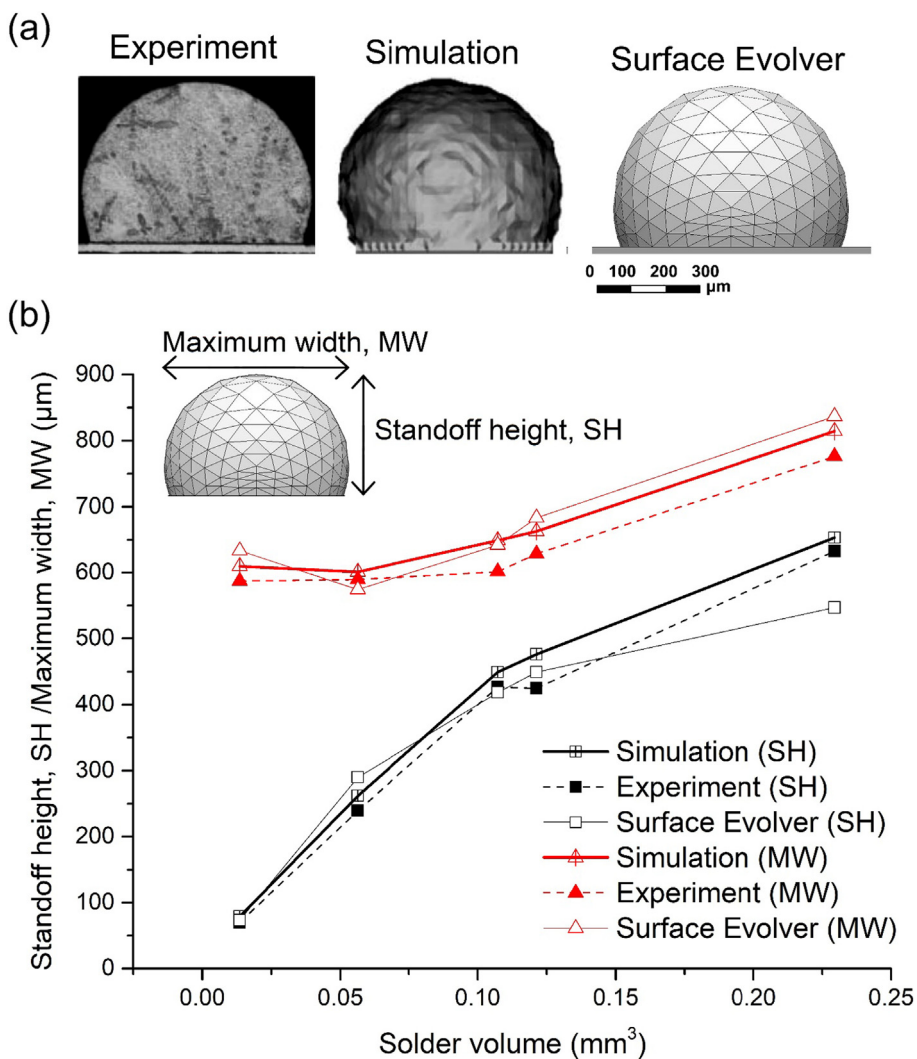 (a)
Experiment
Simulation
Surface Evolver
0 100 200 300
µm
(b)
Maximum width, MW
Standoff height, SH
Standoff height, SH /Maximum width, MW (µm)
900
800
700
600
500
400
300
200
100
0
Simulation (SH)
Experiment (SH)
Surface Evolver (SH)
Simulation (MW)
Experiment (MW)
Surface Evolver (MW)
0.00 0.05 0.10 0.15 0.20 0.25
Solder volume (mm³)